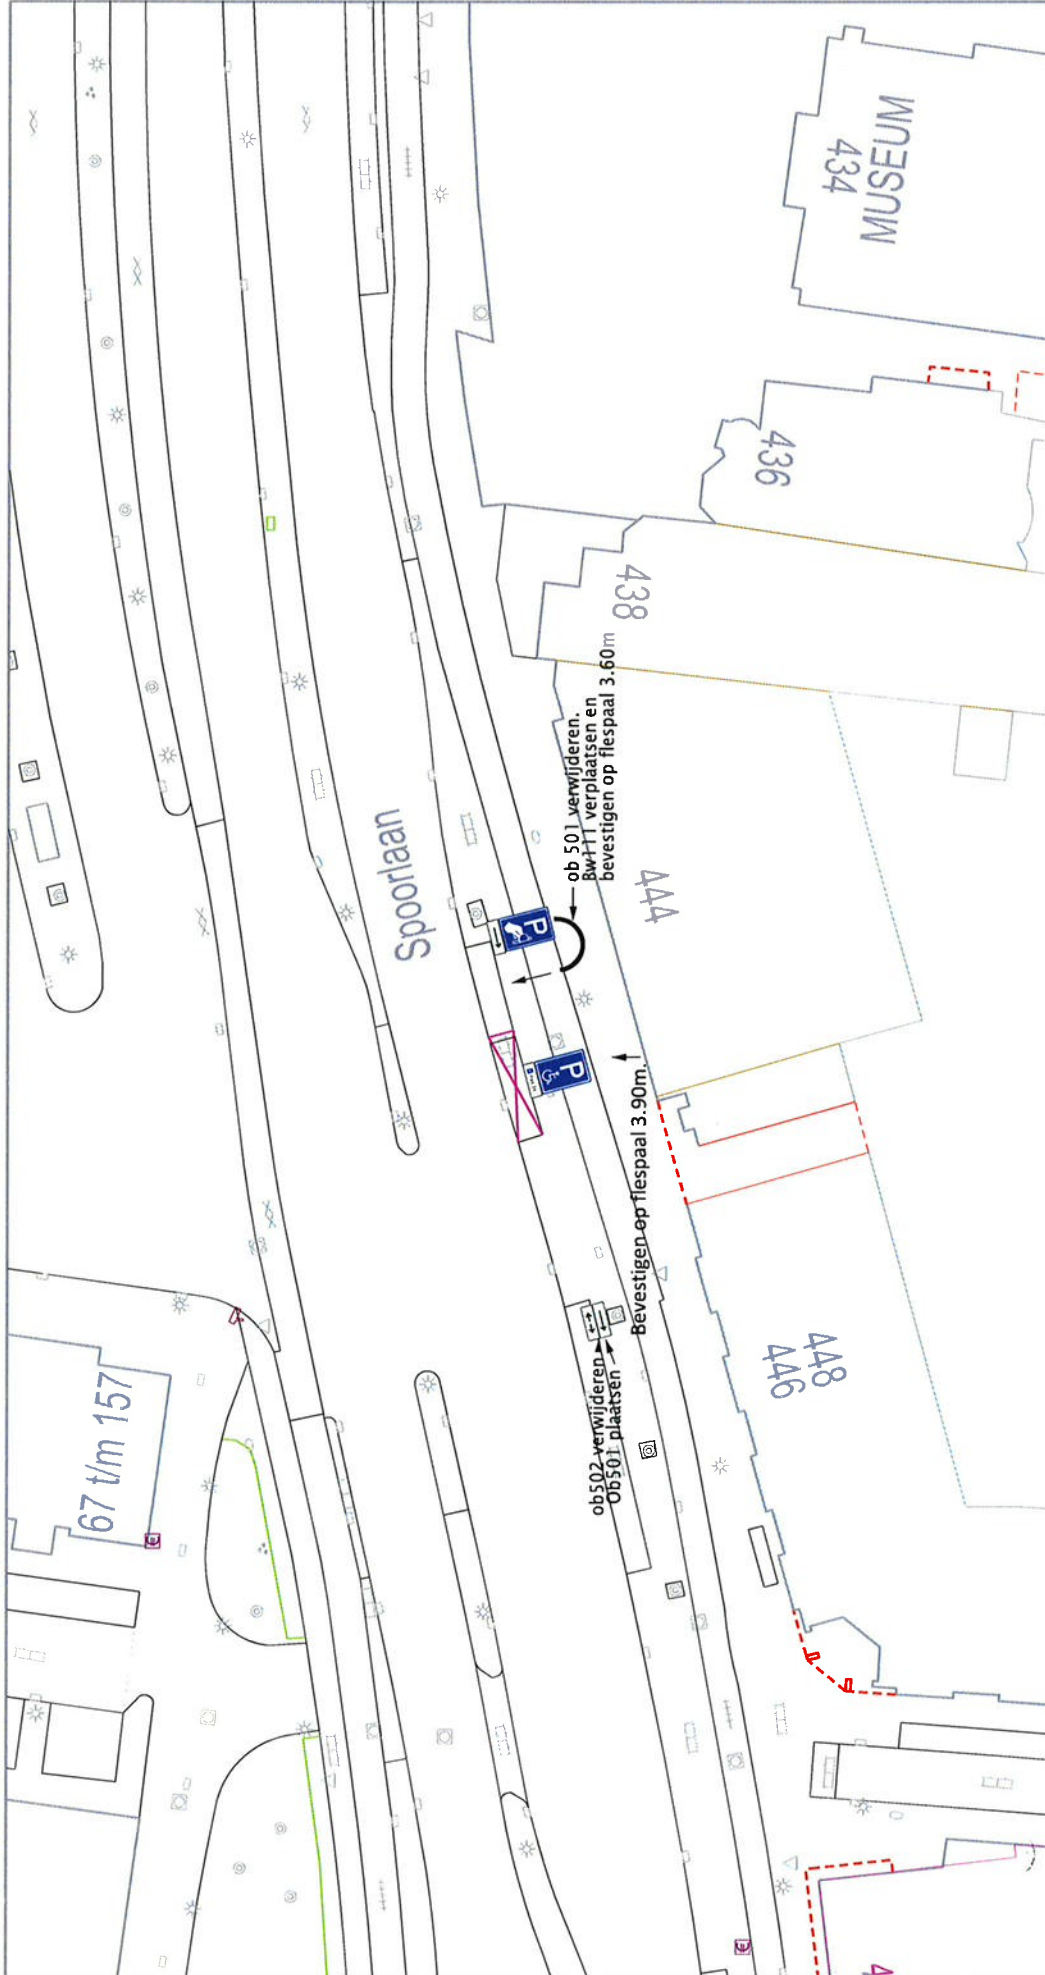 MUSEUM
434
436
438
ob 501 verwijderen.
Bw111 verplaatsen en
bevestigen op flespaal 3.60m
444
Spoorlaan
P
P
Bevestigen op flespaal 3.90m.
448
446
ob502 verwijderen
Ob501 plaatsen
67 t/m 157
4